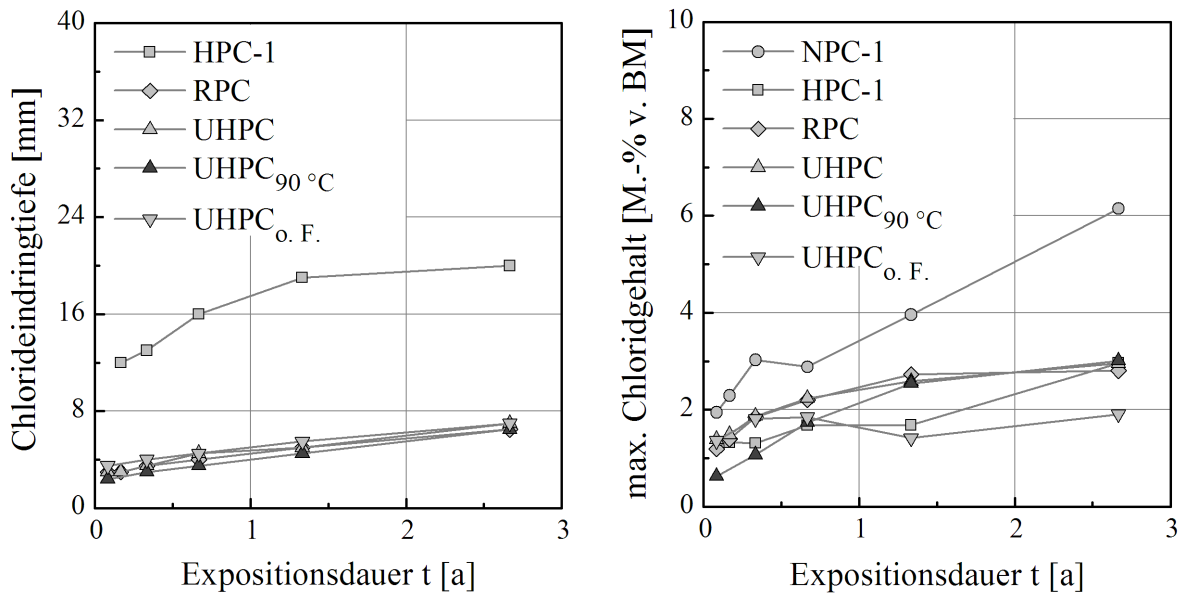 Chlorideindringtiefe [mm]
40
32
24
16
8
0
HPC-1
RPC
UHPC
UHPC90 °C
UHPCo. F.
0
1
2
3
Expositionsdauer t [a]
max. Chloridgehalt [M.-% v. BM]
10
8
6
4
2
0
NPC-1
HPC-1
RPC
UHPC
UHPC90 °C
UHPCo. F.
0
1
2
3
Expositionsdauer t [a]